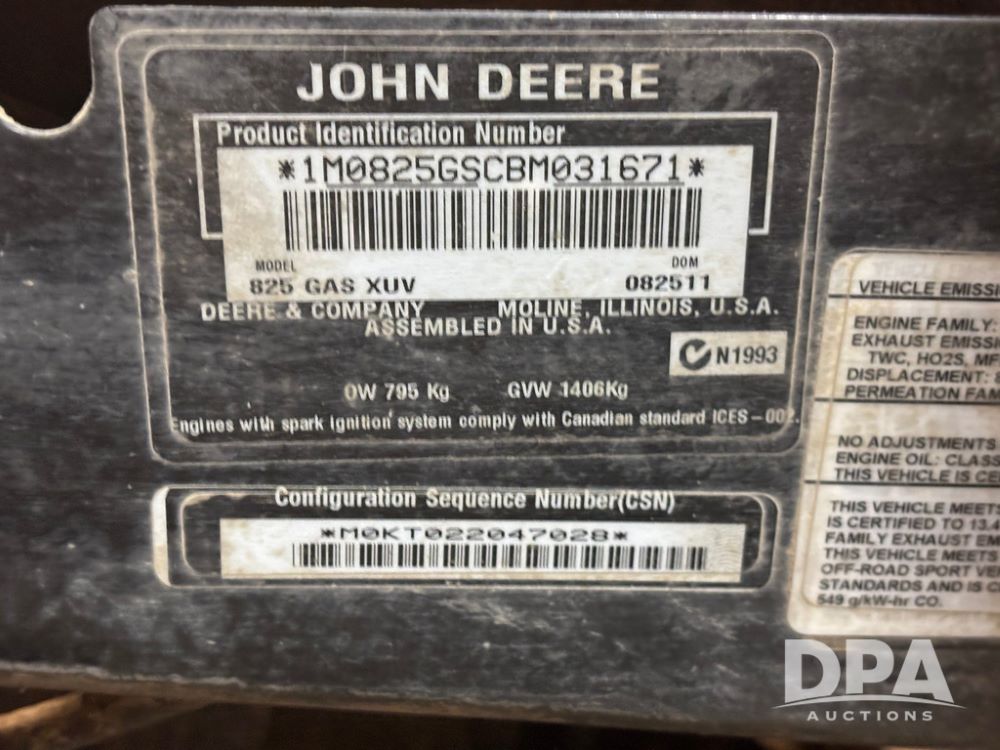 JOHN DEERE
Product Identification Number
*1M0825GSCBM031671*
MODEL DOM
825 GAS XUV 082511
DEERE & COMPANY MOLINE, ILLINOIS, U.S.A.
ASSEMBLED IN U.S.A.
N1993
OW 795 Kg GVW 1406Kg
Engines with spark ignition system comply with Canadian standard ICES-002.
Configuration Sequence Number(CSN)
*M0KT022047028*
VEHICLE EMISSI
ENGINE FAMILY:
EXHAUST EMISSI
TWC, HO2S, MF
DISPLACEMENT:
PERMEATION FAM
NO ADJUSTMENTS
ENGINE OIL: CLASS
THIS VEHICLE IS CE
THIS VEHICLE MEETS
IS CERTIFIED TO 13.4
FAMILY EXHAUST EM
THIS VEHICLE MEETS
OFF-ROAD SPORT VE
STANDARDS AND IS C
549 g/kW-hr CO.
DPA
AUCTIONS